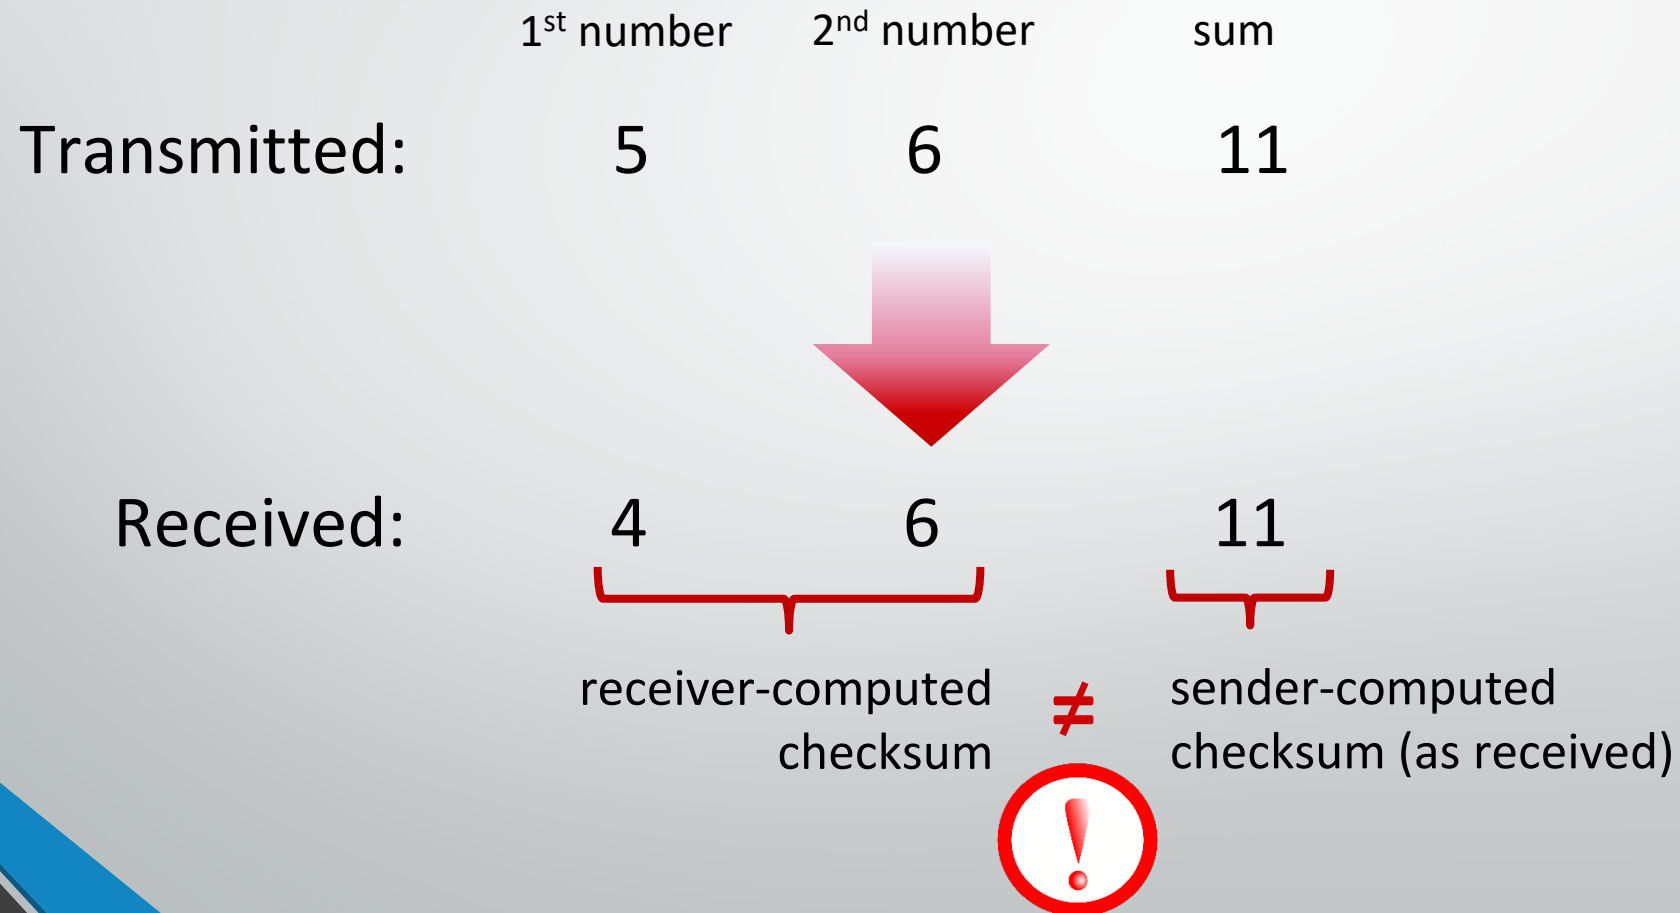 1st number 2nd number sum
Transmitted: 5 6 11
Received: 4 6 11
receiver-computed ≠ sender-computed
checksum checksum (as received)
!